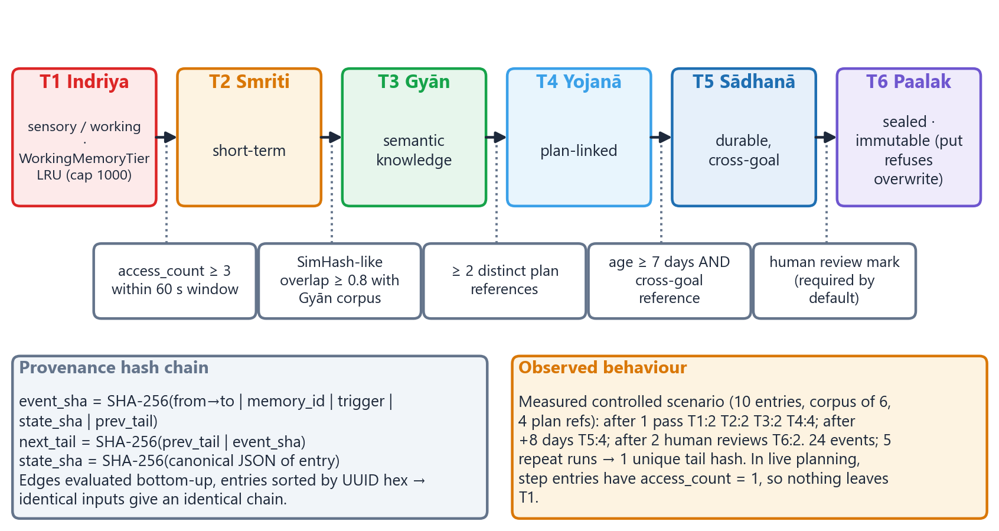 T1 Indriya
sensory / working
·
WorkingMemoryTier
LRU (cap 1000)
T2 Smriti
short-term
T3 Gyān
semantic
knowledge
T4 Yojanā
plan-linked
T5 Sādhanā
durable,
cross-goal
T6 Paalak
sealed ·
immutable (put
refuses
overwrite)
access_count ≥ 3
within 60 s window
SimHash-like
overlap ≥ 0.8 with
Gyān corpus
≥ 2 distinct plan
references
age ≥ 7 days AND
cross-goal
reference
human review mark
(required by
default)
Provenance hash chain
event_sha = SHA-256(from→to | memory_id | trigger |
state_sha | prev_tail)
next_tail = SHA-256(prev_tail | event_sha)
state_sha = SHA-256(canonical JSON of entry)
Edges evaluated bottom-up, entries sorted by UUID hex →
identical inputs give an identical chain.
Observed behaviour
Measured controlled scenario (10 entries, corpus of 6,
4 plan refs): after 1 pass T1:2 T2:2 T3:2 T4:4; after
+8 days T5:4; after 2 human reviews T6:2. 24 events; 5
repeat runs → 1 unique tail hash. In live planning,
step entries have access_count = 1, so nothing leaves
T1.